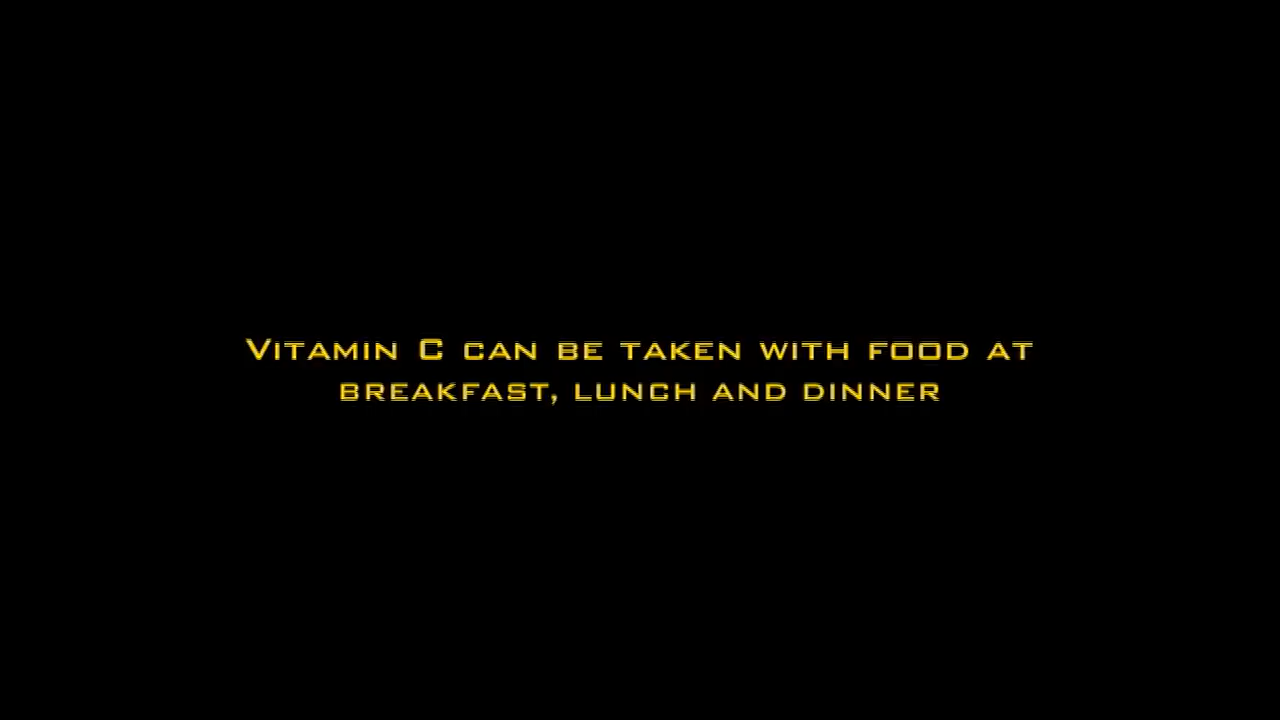 Vitamin C can be taken with food at
breakfast, lunch and dinner